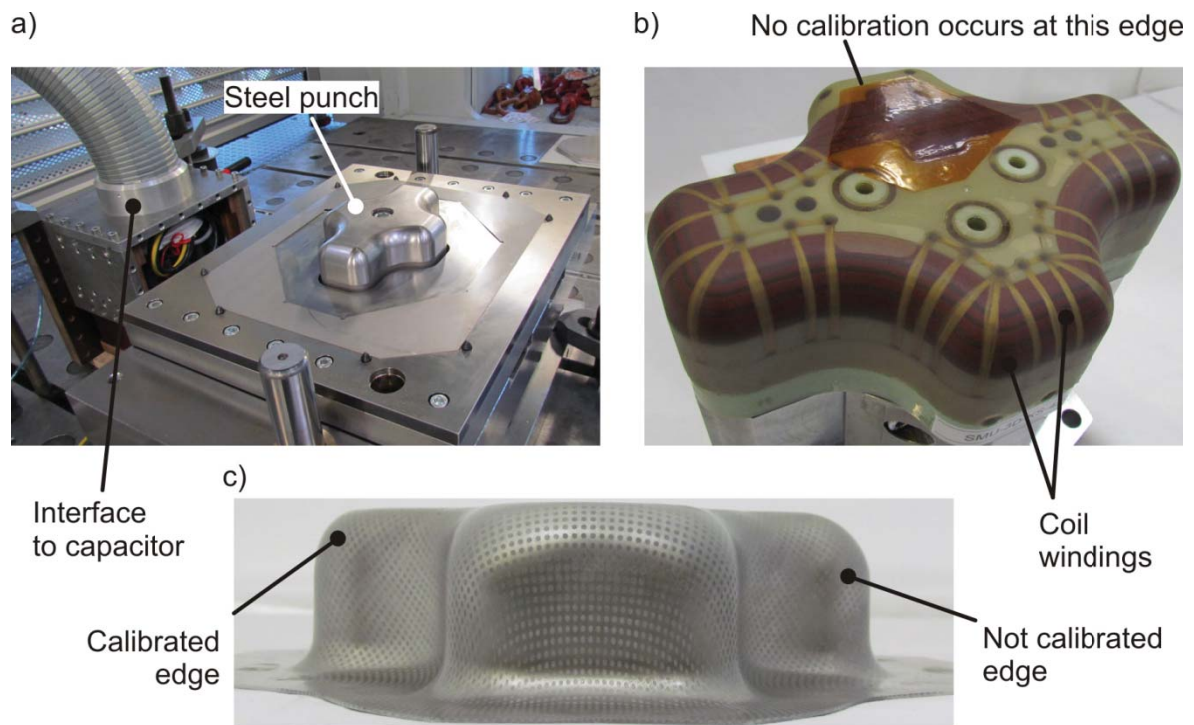 a)
Steel punch
Interface
to capacitor
b)
No calibration occurs at this edge
Coil
windings
c)
Calibrated
edge
Not calibrated
edge